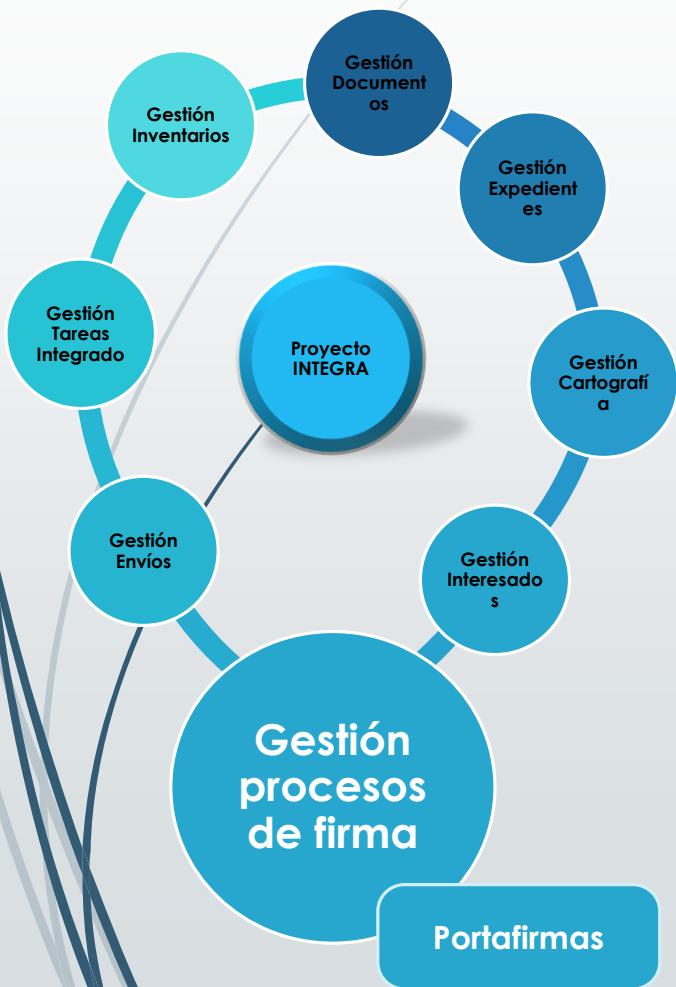 Gestión
Document
os
Gestión
Inventarios
Gestión
Expedient
es
Gestión
Tareas
Integrado
Proyecto
INTEGRA
Gestión
Cartografí
a
Gestión
Envíos
Gestión
Interesado
s
Gestión
procesos
de firma
Portafirmas